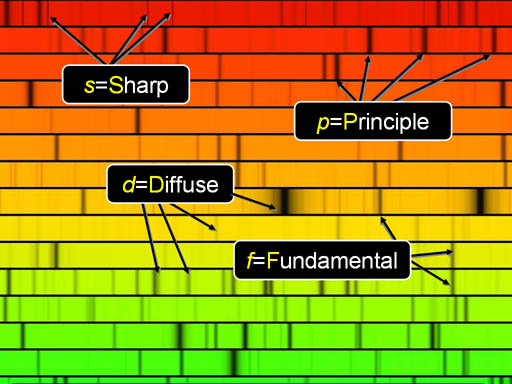 s=Sharp
p=Principle
d=Diffuse
f=Fundamental